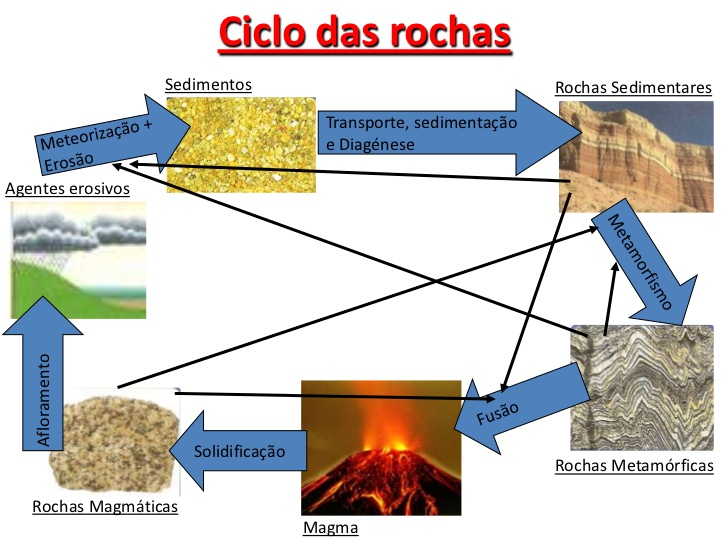 Ciclo das rochas
Sedimentos
Rochas Sedimentares
Meteorização +
Erosão
Transporte, sedimentação
e Diagénese
Agentes erosivos
Metamorfismo
Afloramento
Fusão
Solidificação
Rochas Metamórficas
Rochas Magmáticas
Magma